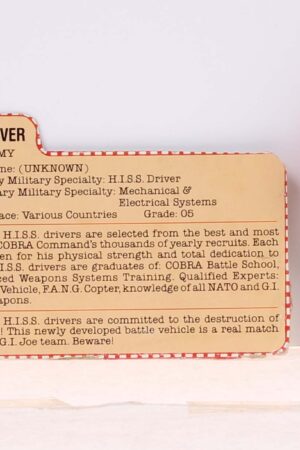 VER
MY
ne: (UNKNOWN)
y Military Specialty: H.I.S.S. Driver
ary Military Specialty: Mechanical &
Electrical Systems
ace: Various Countries Grade: O5
H.I.S.S. drivers are selected from the best and most
COBRA Command's thousands of yearly recruits. Each
en for his physical strength and total dedication to
I.S.S. drivers are graduates of: COBRA Battle School,
ced Weapons Systems Training. Qualified Experts:
Vehicle, F.A.N.G. Copter, knowledge of all NATO and G.I.
apons.
H.I.S.S. drivers are committed to the destruction of
! This newly developed battle vehicle is a real match
G.I. Joe team. Beware!